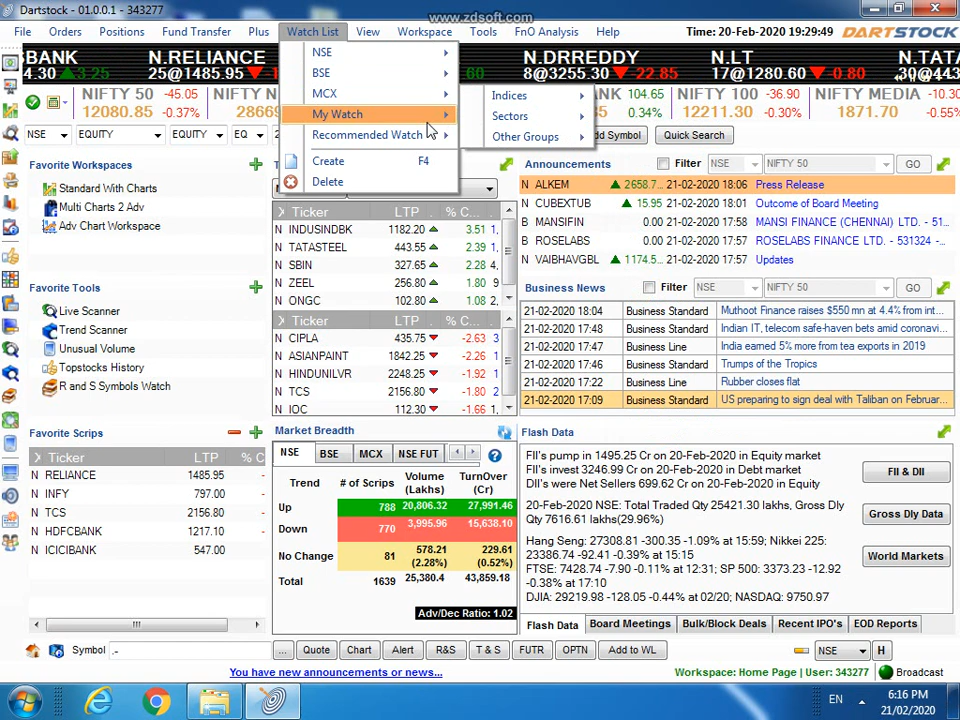 Dartstock - 01.0.0.1 - 343277
www.zdsoft.com
File Orders Positions Fund Transfer Plus Watch List View Workspace Tools FnO Analysis Help
Time: 20-Feb-2020 19:29:49 DARTSTOCK
BANK N.RELIANCE N.DRREDDY N.LT N.TATA
4.30 3.25 25@1485.95 60 8@3255.30 -22.85 17@1280.60 -0.80 30@443
NIFTY 50 -45.05 104.65 NIFTY 100 -36.90 NIFTY MEDIA
12080.85 -0.37% 0.34% 12211.30 -0.30%
NSE EQUITY EQUITY EQ Add Symbol Quick Search
NSE
BSE
MCX
My Watch
Recommended Watch
Create F4
Delete
Indices
Sectors
Other Groups
Favorite Workspaces
Standard With Charts
Multi Charts 2 Adv
Adv Chart Workspace
Favorite Tools
Live Scanner
Trend Scanner
Unusual Volume
Topstocks History
R and S Symbols Watch
Favorite Scrips
Ticker LTP % C
N RELIANCE 1485.95
N INFY 797.00
N TCS 2156.80
N HDFCBANK 1217.10
N ICICIBANK 547.00
Ticker LTP % C...
N INDUSINDBK 1182.20 3.51 1,
N TATASTEEL 443.55 2.39 1,
N SBIN 327.65 2.28 4
N ZEEL 256.80 1.80 9
N ONGC 102.80 1.08 2,
Ticker LTP % C...
N CIPLA 435.75 -2.63 3
N ASIANPAINT 1842.25 -2.26 1
N HINDUNILVR 2248.25 -1.92 1
N TCS 2156.80 -1.80 2
N IOC 112.30 -1.66 1
Market Breadth
NSE BSE MCX NSE FUT
Trend # of Scrips Volume (Lakhs) TurnOver (Cr)
Up 788 20,806.32 27,991.46
Down 770 3,995.96 15,638.10
No Change 81 578.21 (2.28%) 229.61 (0.52%)
Total 1639 25,380.4 43,859.18
Adv/Dec Ratio: 1.02
Announcements Filter NSE NIFTY 50 GO
N ALKEM 2658.7... 21-02-2020 18:06 Press Release
N CUBEXTUB 15.95 21-02-2020 18:01 Outcome of Board Meeting
B MANSIFIN 0.00 21-02-2020 17:58 MANSI FINANCE (CHENNAI) LTD. - 51...
B ROSELABS 0.00 21-02-2020 17:57 ROSELABS FINANCE LTD. - 531324 -...
N VAIBHAVGBL 1174.5... 21-02-2020 17:57 Updates
Business News Filter NSE NIFTY 50 GO
21-02-2020 18:04 Business Standard Muthoot Finance raises $550 mn at 4.4% from int...
21-02-2020 17:48 Business Standard Indian IT, telecom safe-haven bets amid coronavi...
21-02-2020 17:46 Business Line India earned 5% more from tea exports in 2019
21-02-2020 17:46 Business Standard Trumps of the Tropics
21-02-2020 17:22 Business Line Rubber closes flat
21-02-2020 17:09 Business Standard US preparing to sign deal with Taliban on Februar...
Flash Data
FII's pump in 1495.25 Cr on 20-Feb-2020 in Equity market
FII's invest 3246.99 Cr on 20-Feb-2020 in Debt market
DII's were Net Sellers 699.62 Cr on 20-Feb-2020 in Equity
20-Feb-2020 NSE: Total Traded Qty 25421.30 lakhs, Gross Dly
Qty 7616.61 lakhs(29.96%)
Hang Seng: 27308.81 -300.35 -1.09% at 15:59; Nikkei 225:
23386.74 -92.41 -0.39% at 15:15
FTSE: 7428.74 -7.90 -0.11% at 12:31; SP 500: 3373.23 -12.92
-0.38% at 17:10
DJIA: 29219.98 -128.05 -0.44% at 02/20; NASDAQ: 9750.97
FII & DII
Gross Dly Data
World Markets
Flash Data Board Meetings Bulk/Block Deals Recent IPO's EOD Reports
Symbol .- ... Quote Chart Alert R&S T & S FUTR OPTN Add to WL NSE H
You have new announcements or news... Workspace: Home Page | User: 343277 Broadcast
EN 6:16 PM
21/02/2020